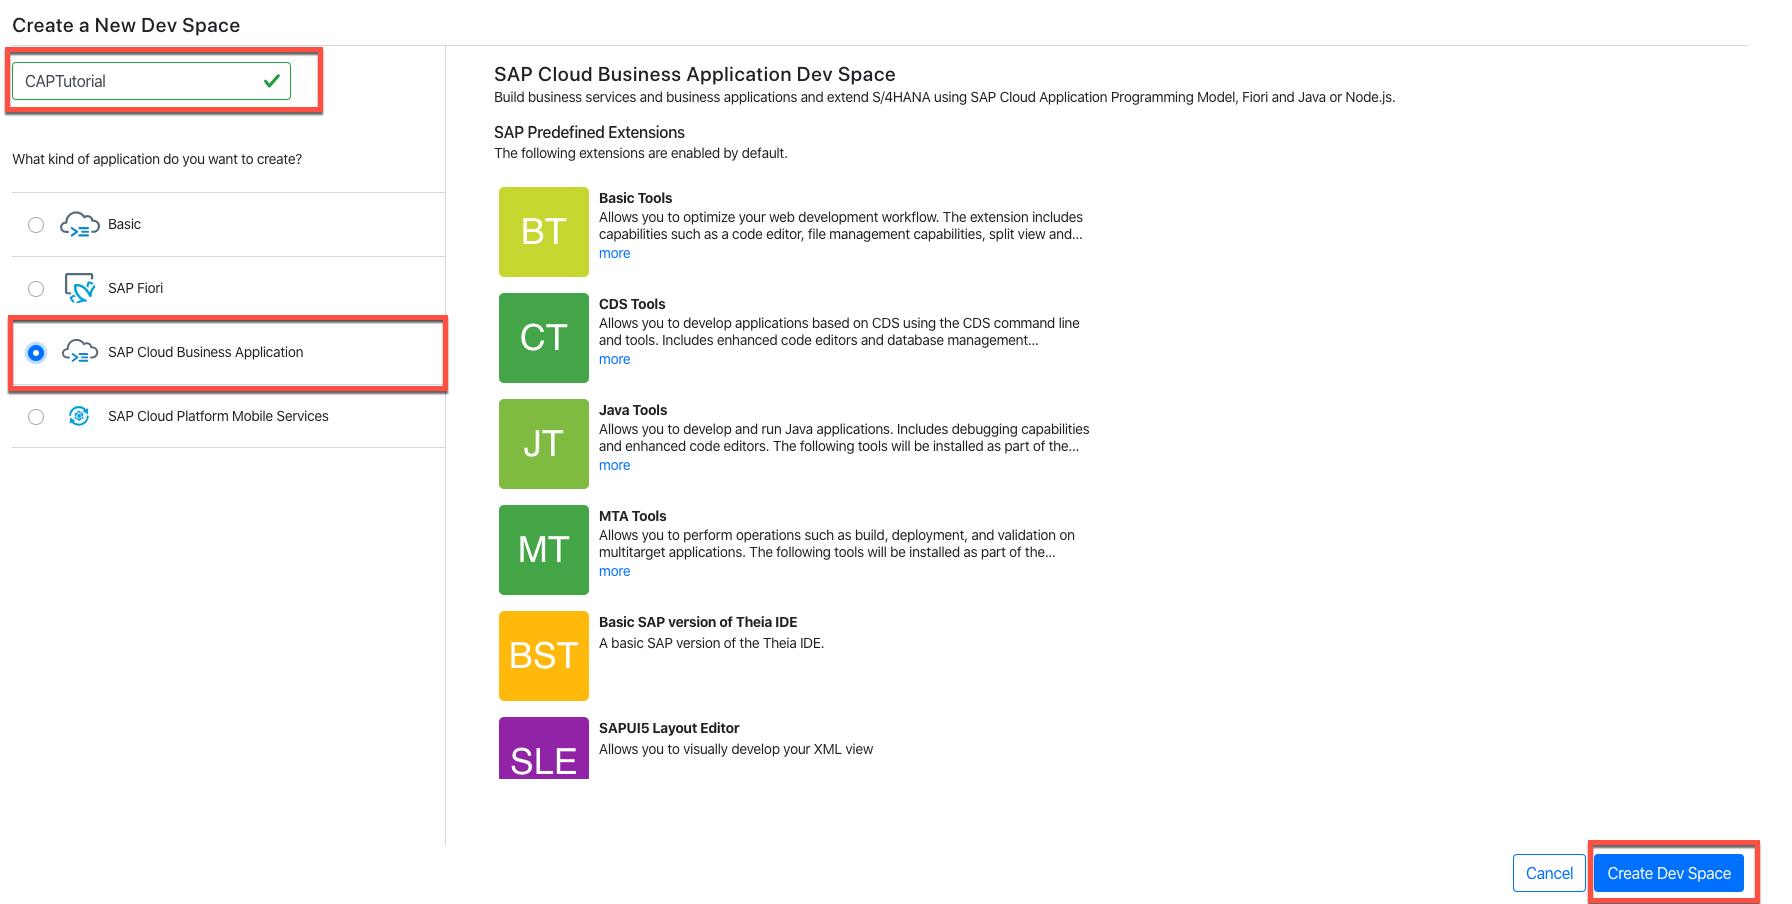 Create a New Dev Space
CAPTutorial
What kind of application do you want to create?
Basic
SAP Fiori
SAP Cloud Business Application
SAP Cloud Platform Mobile Services
SAP Cloud Business Application Dev Space
Build business services and business applications and extend S/4HANA using SAP Cloud Application Programming Model, Fiori and Java or Node.js.
SAP Predefined Extensions
The following extensions are enabled by default.
BT
Basic Tools
Allows you to optimize your web development workflow. The extension includes
capabilities such as a code editor, file management capabilities, split view and...
more
CT
CDS Tools
Allows you to develop applications based on CDS using the CDS command line
and tools. Includes enhanced code editors and database management...
more
JT
Java Tools
Allows you to develop and run Java applications. Includes debugging capabilities
and enhanced code editors. The following tools will be installed as part of the...
more
MT
MTA Tools
Allows you to perform operations such as build, deployment, and validation on
multitarget applications. The following tools will be installed as part of the...
more
BST
Basic SAP version of Theia IDE
A basic SAP version of the Theia IDE.
SLE
SAPUI5 Layout Editor
Allows you to visually develop your XML view
Cancel
Create Dev Space